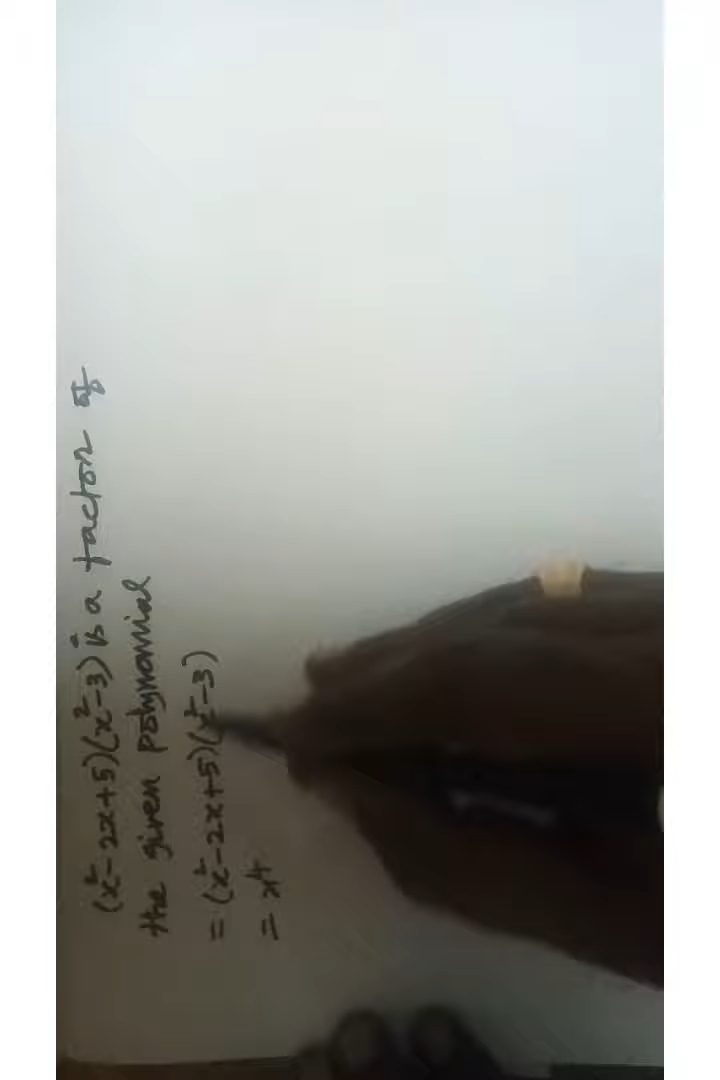 (x²-2x+5)(x²-3) is a factor of
the given polynomial
= (x²-2x+5)(x²-3)
= x⁴